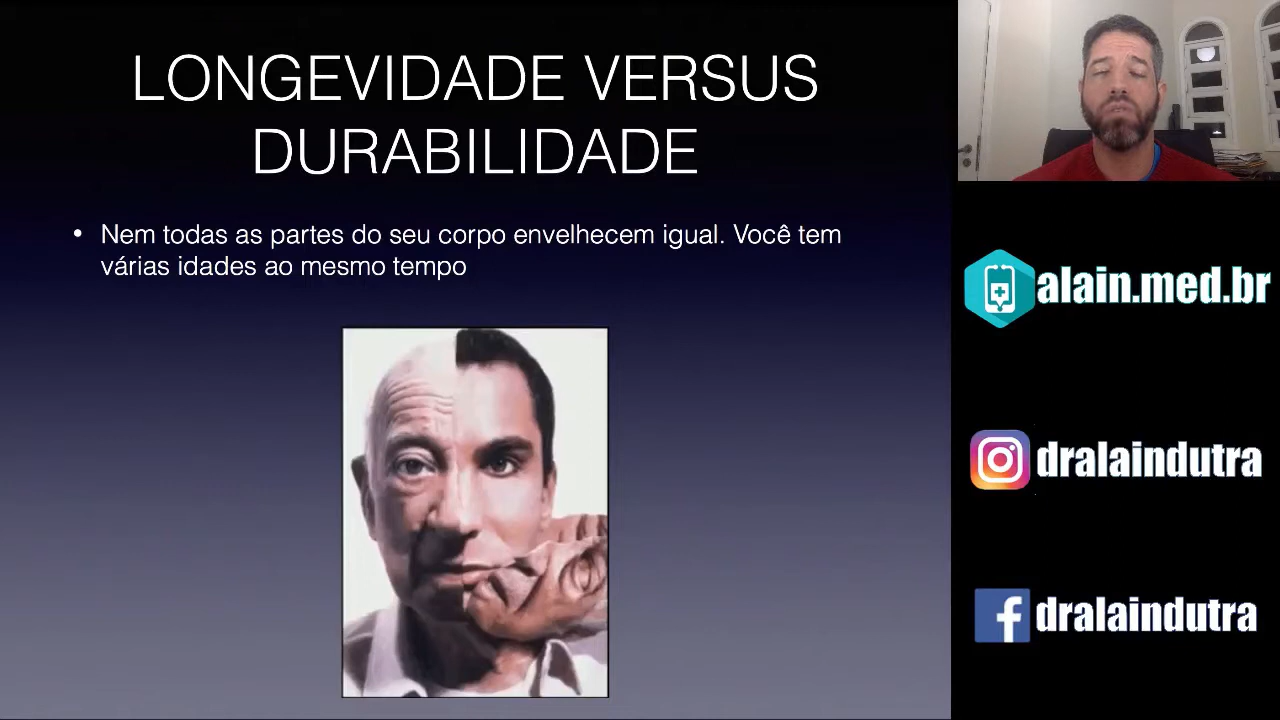 LONGEVIDADE VERSUS
DURABILIDADE
• Nem todas as partes do seu corpo envelhecem igual. Você tem
várias idades ao mesmo tempo
alain.med.br
dralaindutra
dralaindutra